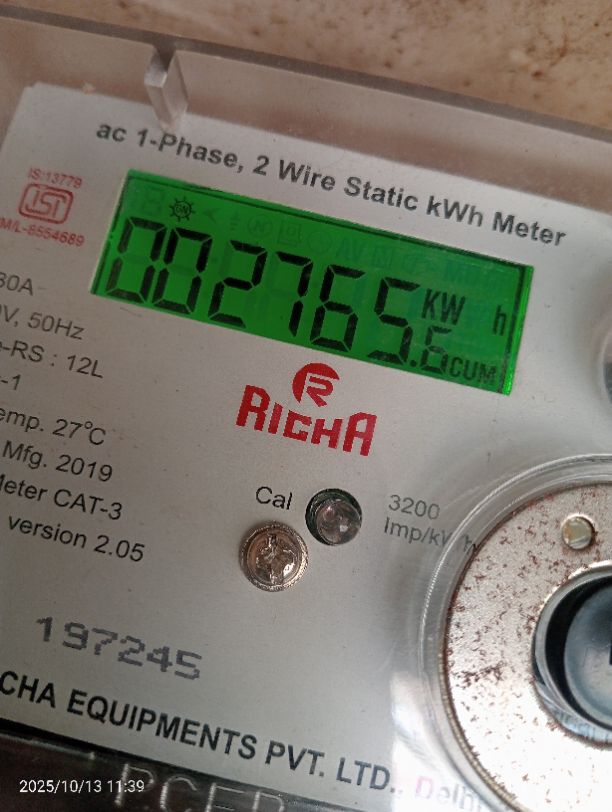 ac 1-Phase, 2 Wire Static kWh Meter
IS:13779
ISI
M/L-8554689
002765.6
KW h
CUM
30A
V, 50Hz
-RS : 12L
-1
emp. 27°C
Mfg. 2019
Meter CAT-3
version 2.05
RICHA
Cal
3200
Imp/kWh
197245
CHA EQUIPMENTS PVT. LTD., Delhi
2025/10/13 11:39